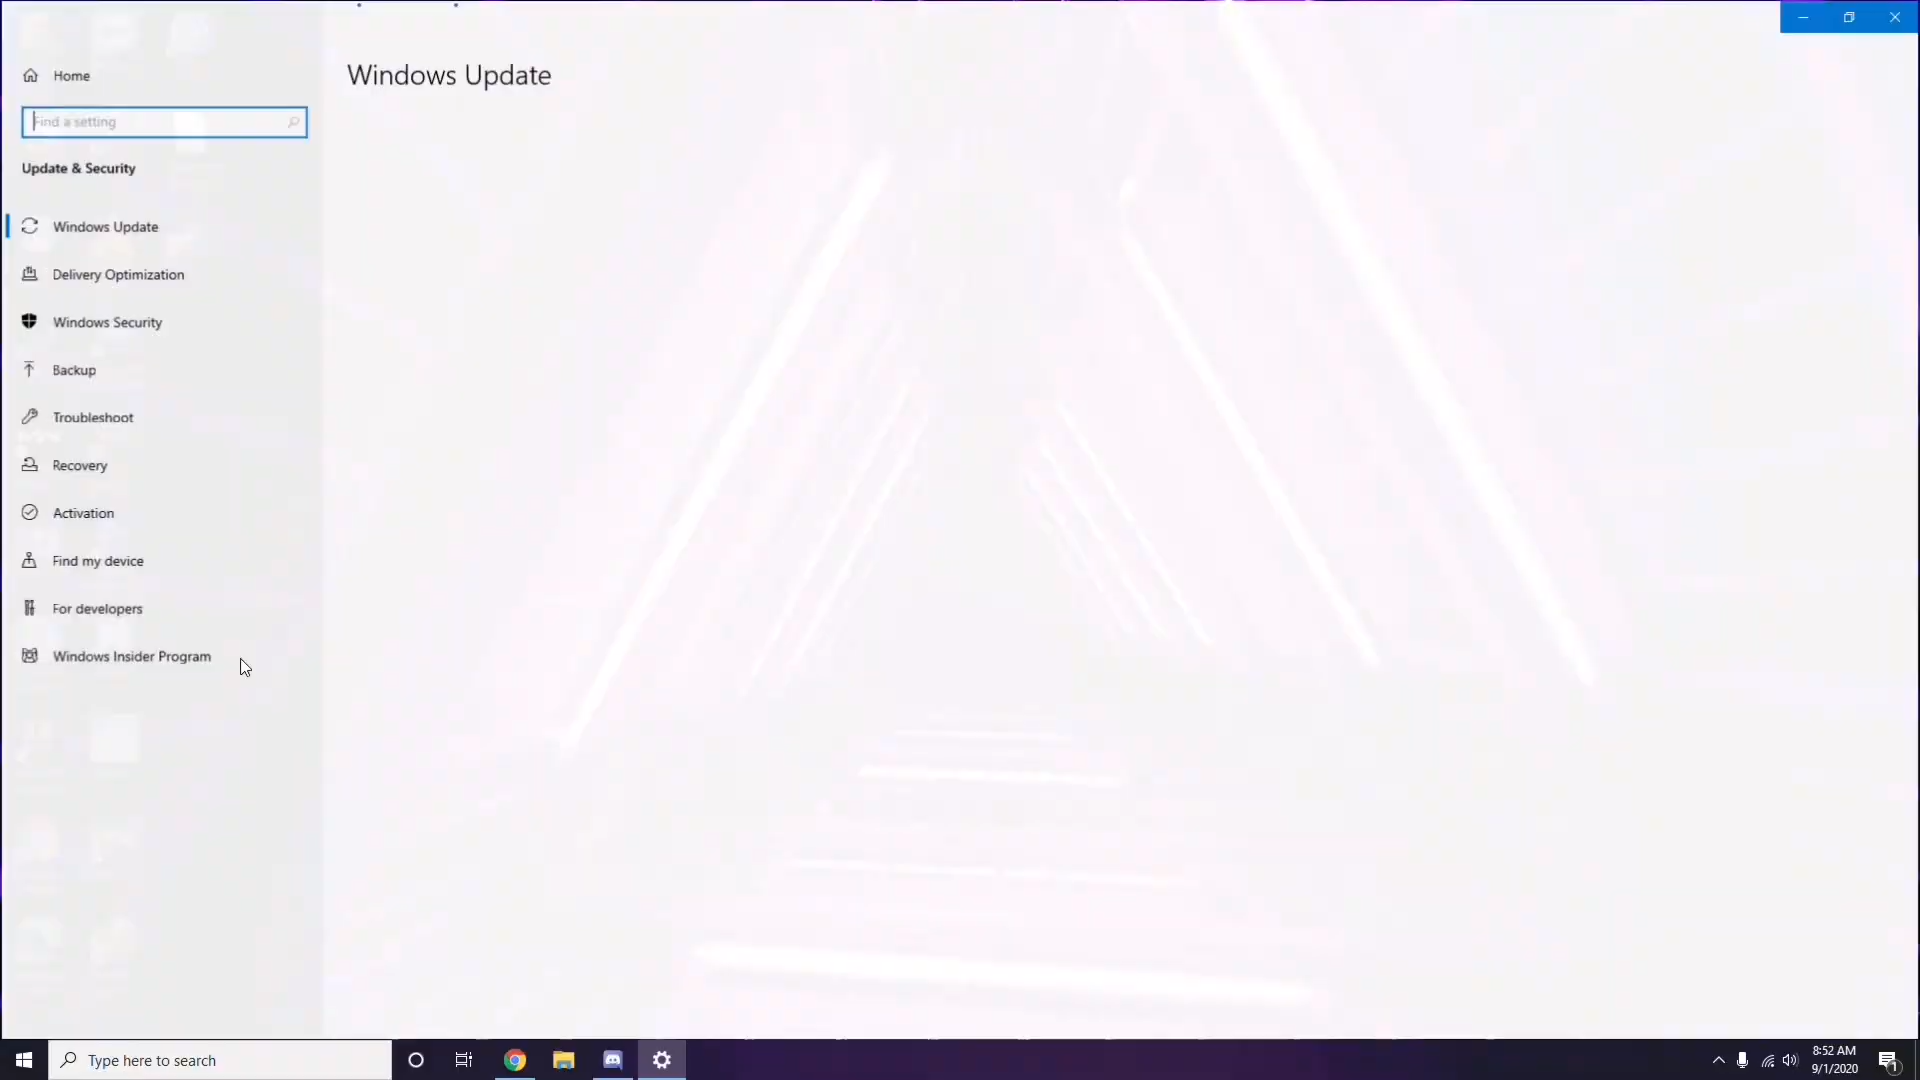 Home
Windows Update
Find a setting
Update & Security
Windows Update
Delivery Optimization
Windows Security
Backup
Troubleshoot
Recovery
Activation
Find my device
For developers
Windows Insider Program
Type here to search
8:52 AM
9/1/2020
1